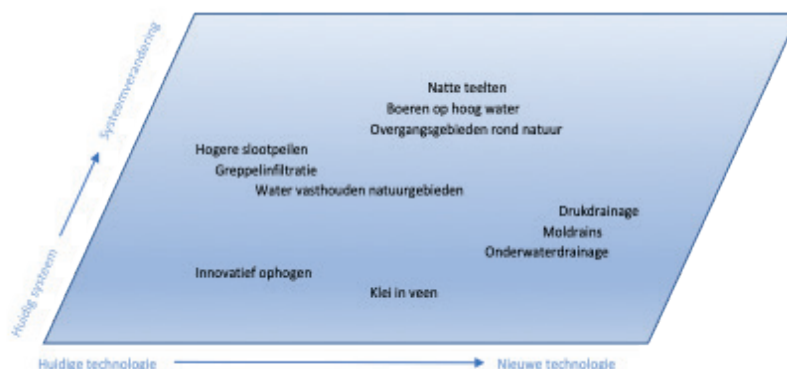 Systeemverandering
Natte teelten
Boeren op hoog water
Overgangsgebieden rond natuur
Hogere slootpeilen
Greppelinfiltratie
Water vasthouden natuurgebieden
Drukdrainage
Moldrains
Onderwaterdrainage
Innovatief ophogen
Klei in veen
Huidig systeem
Huidige technologie
Nieuwe technologie